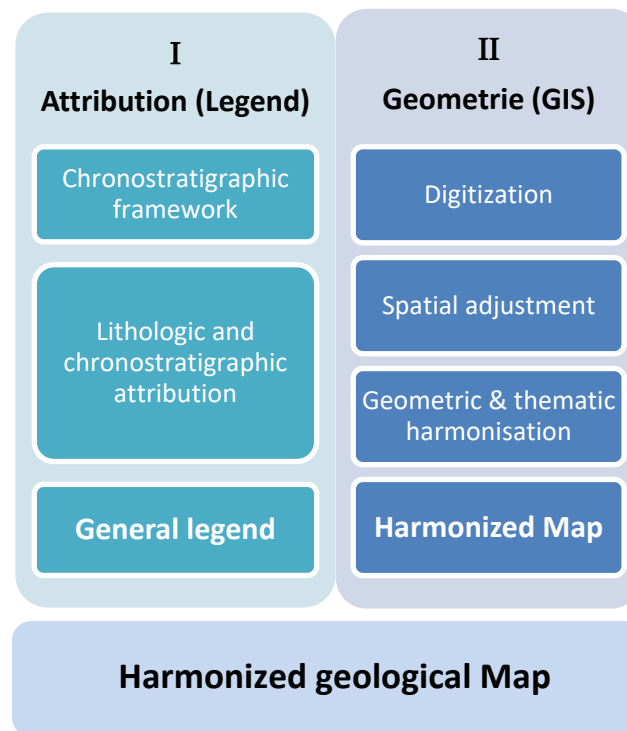 I
Attribution (Legend)
Chronostratigraphic
framework
Lithologic and
chronostratigraphic
attribution
General legend
II
Geometrie (GIS)
Digitization
Spatial adjustment
Geometric & thematic
harmonisation
Harmonized Map
Harmonized geological Map